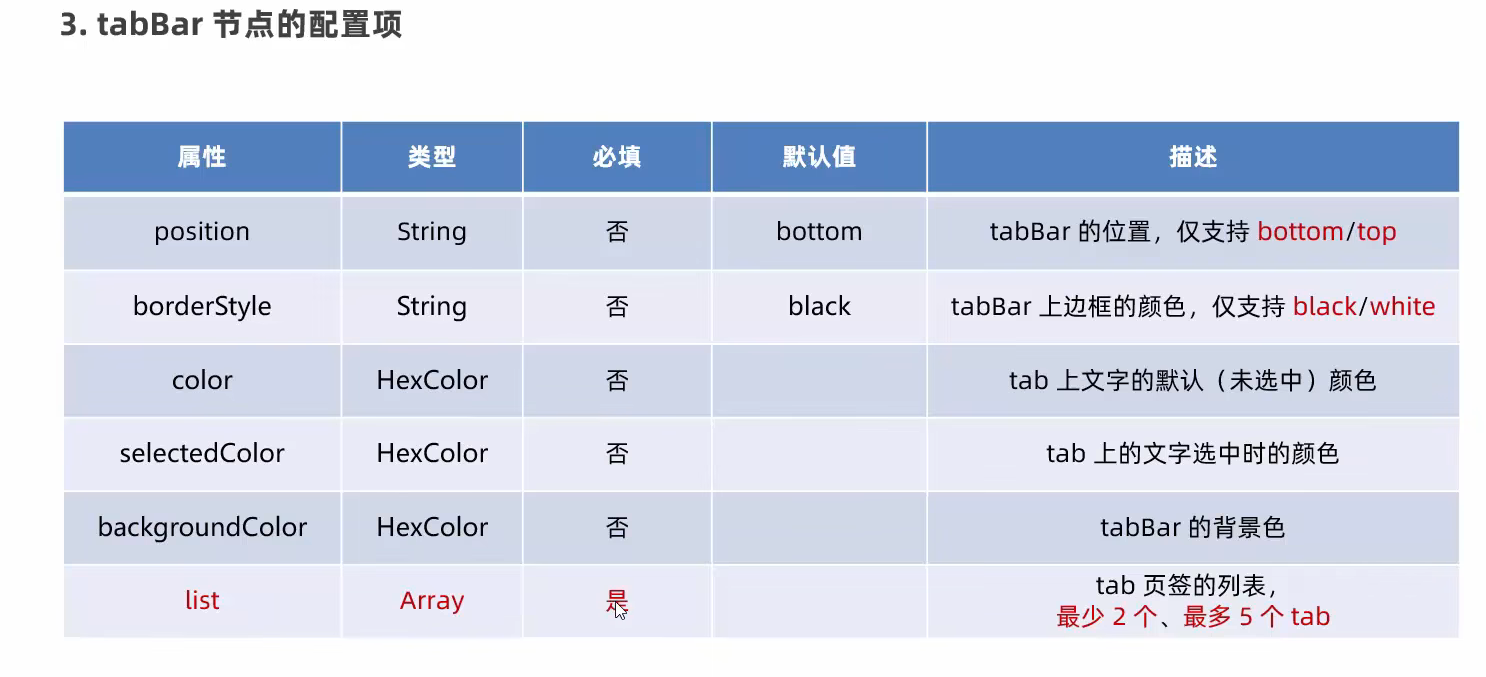 3. tabBar 节点的配置项
属性 类型 必填 默认值 描述
position String 否 bottom tabBar 的位置，仅支持 bottom/top
borderStyle String 否 black tabBar 上边框的颜色，仅支持 black/white
color HexColor 否 tab 上文字的默认（未选中）颜色
selectedColor HexColor 否 tab 上的文字选中时的颜色
backgroundColor HexColor 否 tabBar 的背景色
list Array 是 tab 页签的列表，
最少 2 个、最多 5 个 tab